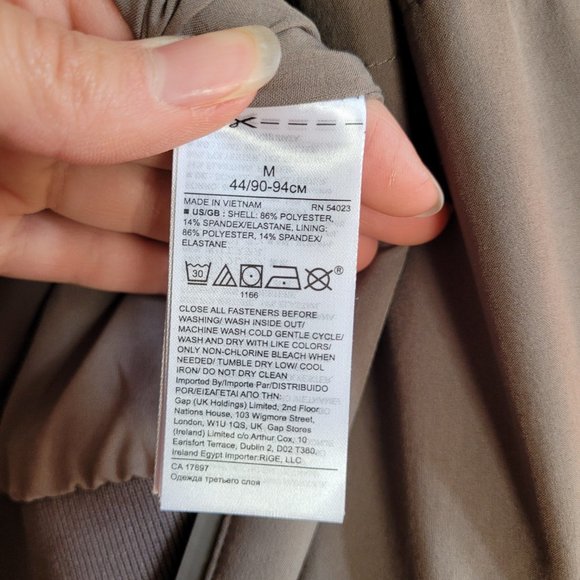 M
44/90-94см
MADE IN VIETNAM RN 54023
■ US/GB : SHELL: 86% POLYESTER,
14% SPANDEX/ELASTANE, LINING:
86% POLYESTER, 14% SPANDEX/
ELASTANE
30 ®
1166
CLOSE ALL FASTENERS BEFORE
WASHING/ WASH INSIDE OUT/
MACHINE WASH COLD GENTLE CYCLE/
WASH AND DRY WITH LIKE COLORS/
ONLY NON-CHLORINE BLEACH WHEN
NEEDED/ TUMBLE DRY LOW/ COOL
IRON/ DO NOT DRY CLEAN
Imported By/Importe Par/DISTRIBUIDO
POR/ΕΙΣΑΓΕΤΑΙ ΑΠΟ ΤΗΝ:
Gap (UK Holdings) Limited, 2nd Floor
Nations House, 103 Wigmore Street,
London, W1U 1QS, UK. Gap Stores
(Ireland) Limited c/o Arthur Cox, 10
Earlsfort Terrace, Dublin 2, D02 T380,
Ireland Egypt Importer:RIGE, LLC
CA 17897
Одежда третьего слоя